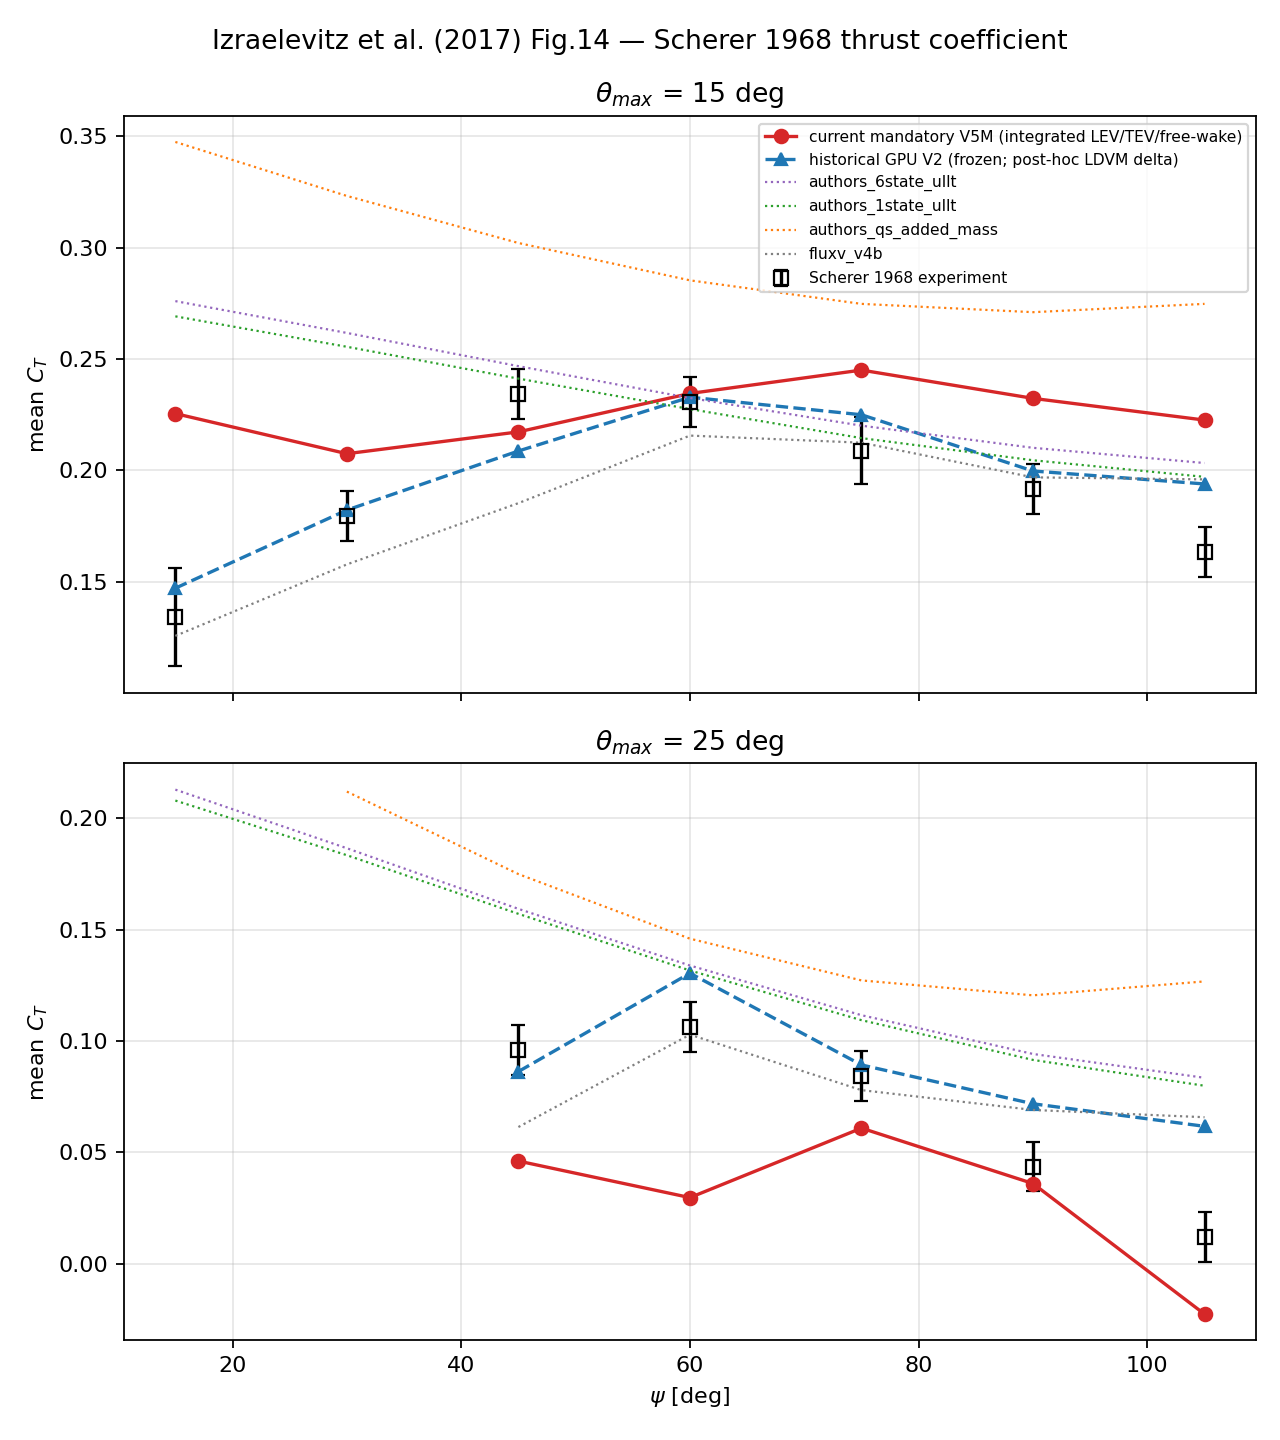 Izraelevitz et al. (2017) Fig.14 — Scherer 1968 thrust coefficient
θmax = 15 deg
0.35
0.30
0.25
0.20
0.15
mean CT
current mandatory V5M (integrated LEV/TEV/free-wake)
historical GPU V2 (frozen; post-hoc LDVM delta)
authors_6state_ullt
authors_1state_ullt
authors_qs_added_mass
fluxv_v4b
Scherer 1968 experiment
θmax = 25 deg
0.20
0.15
0.10
0.05
0.00
mean CT
20 40 60 80 100
ψ [deg]